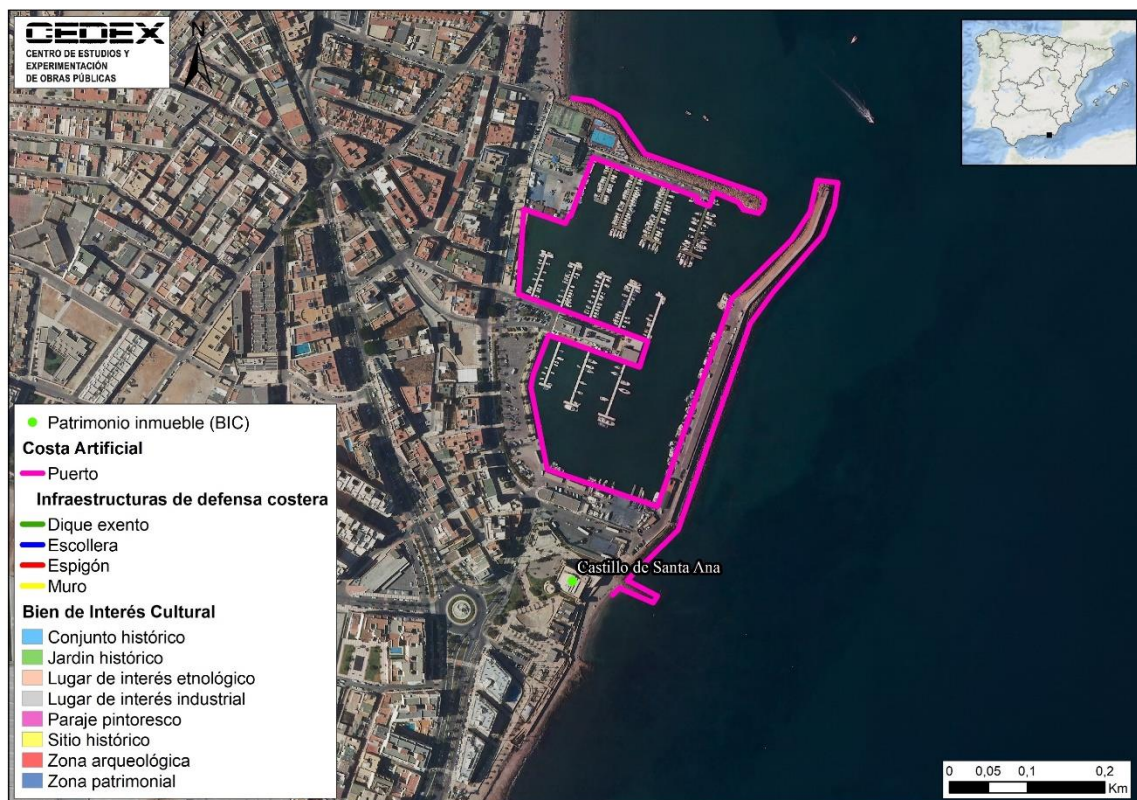 CEDEX
CENTRO DE ESTUDIOS Y
EXPERIMENTACIÓN
DE OBRAS PÚBLICAS
N
Castillo de Santa Ana
Patrimonio inmueble (BIC)
Costa Artificial
Puerto
Infraestructuras de defensa costera
Dique exento
Escollera
Espigón
Muro
Bien de Interés Cultural
Conjunto histórico
Jardin histórico
Lugar de interés etnológico
Lugar de interés industrial
Paraje pintoresco
Sitio histórico
Zona arqueológica
Zona patrimonial
0 0,05 0,1 0,2
Km